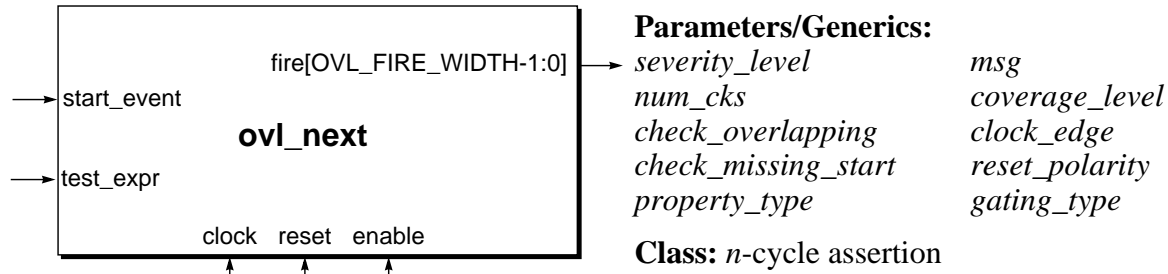 fire[OVL_FIRE_WIDTH-1:0]
start_event
ovl_next
test_expr
clock reset enable
Parameters/Generics:
severity_level msg
num_cks coverage_level
check_overlapping clock_edge
check_missing_start reset_polarity
property_type gating_type
Class: n-cycle assertion